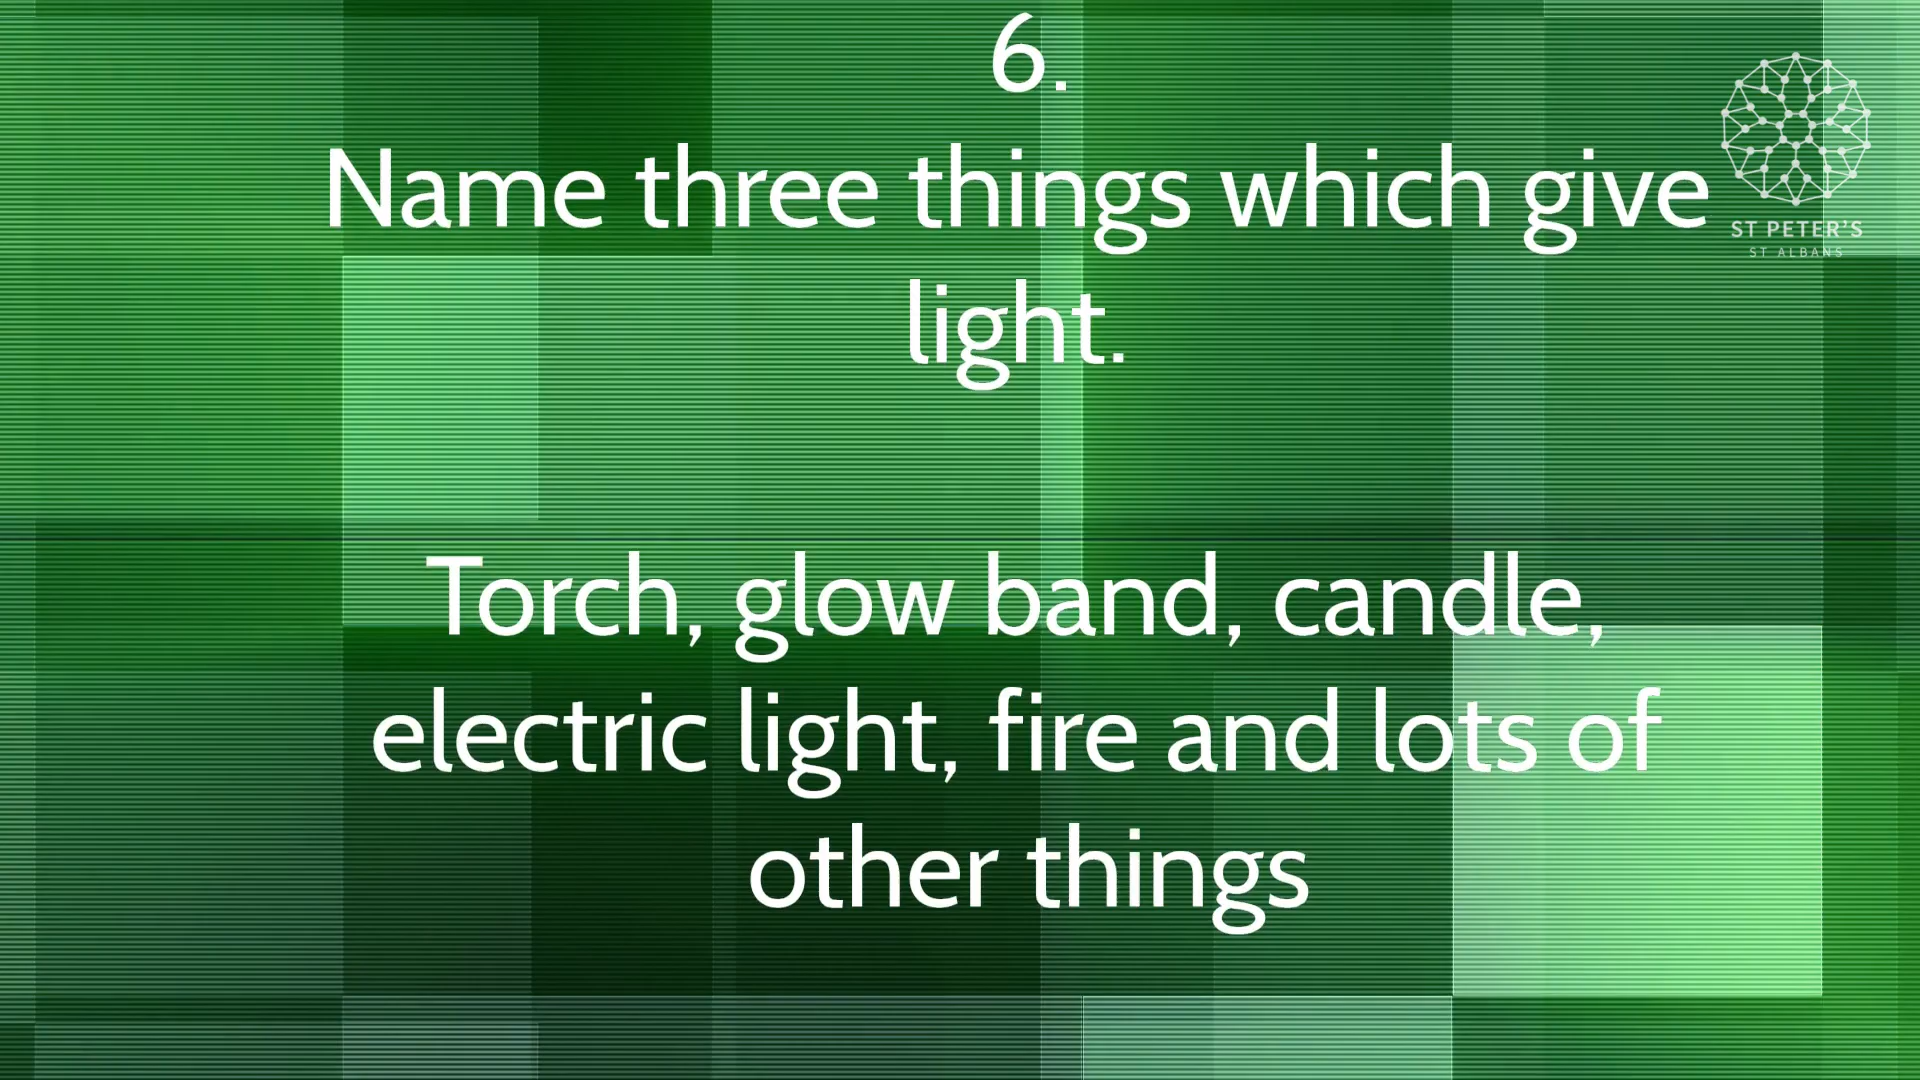 6.
Name three things which give
light.
ST PETER'S
ST ALBANS
Torch, glow band, candle,
electric light, fire and lots of
other things